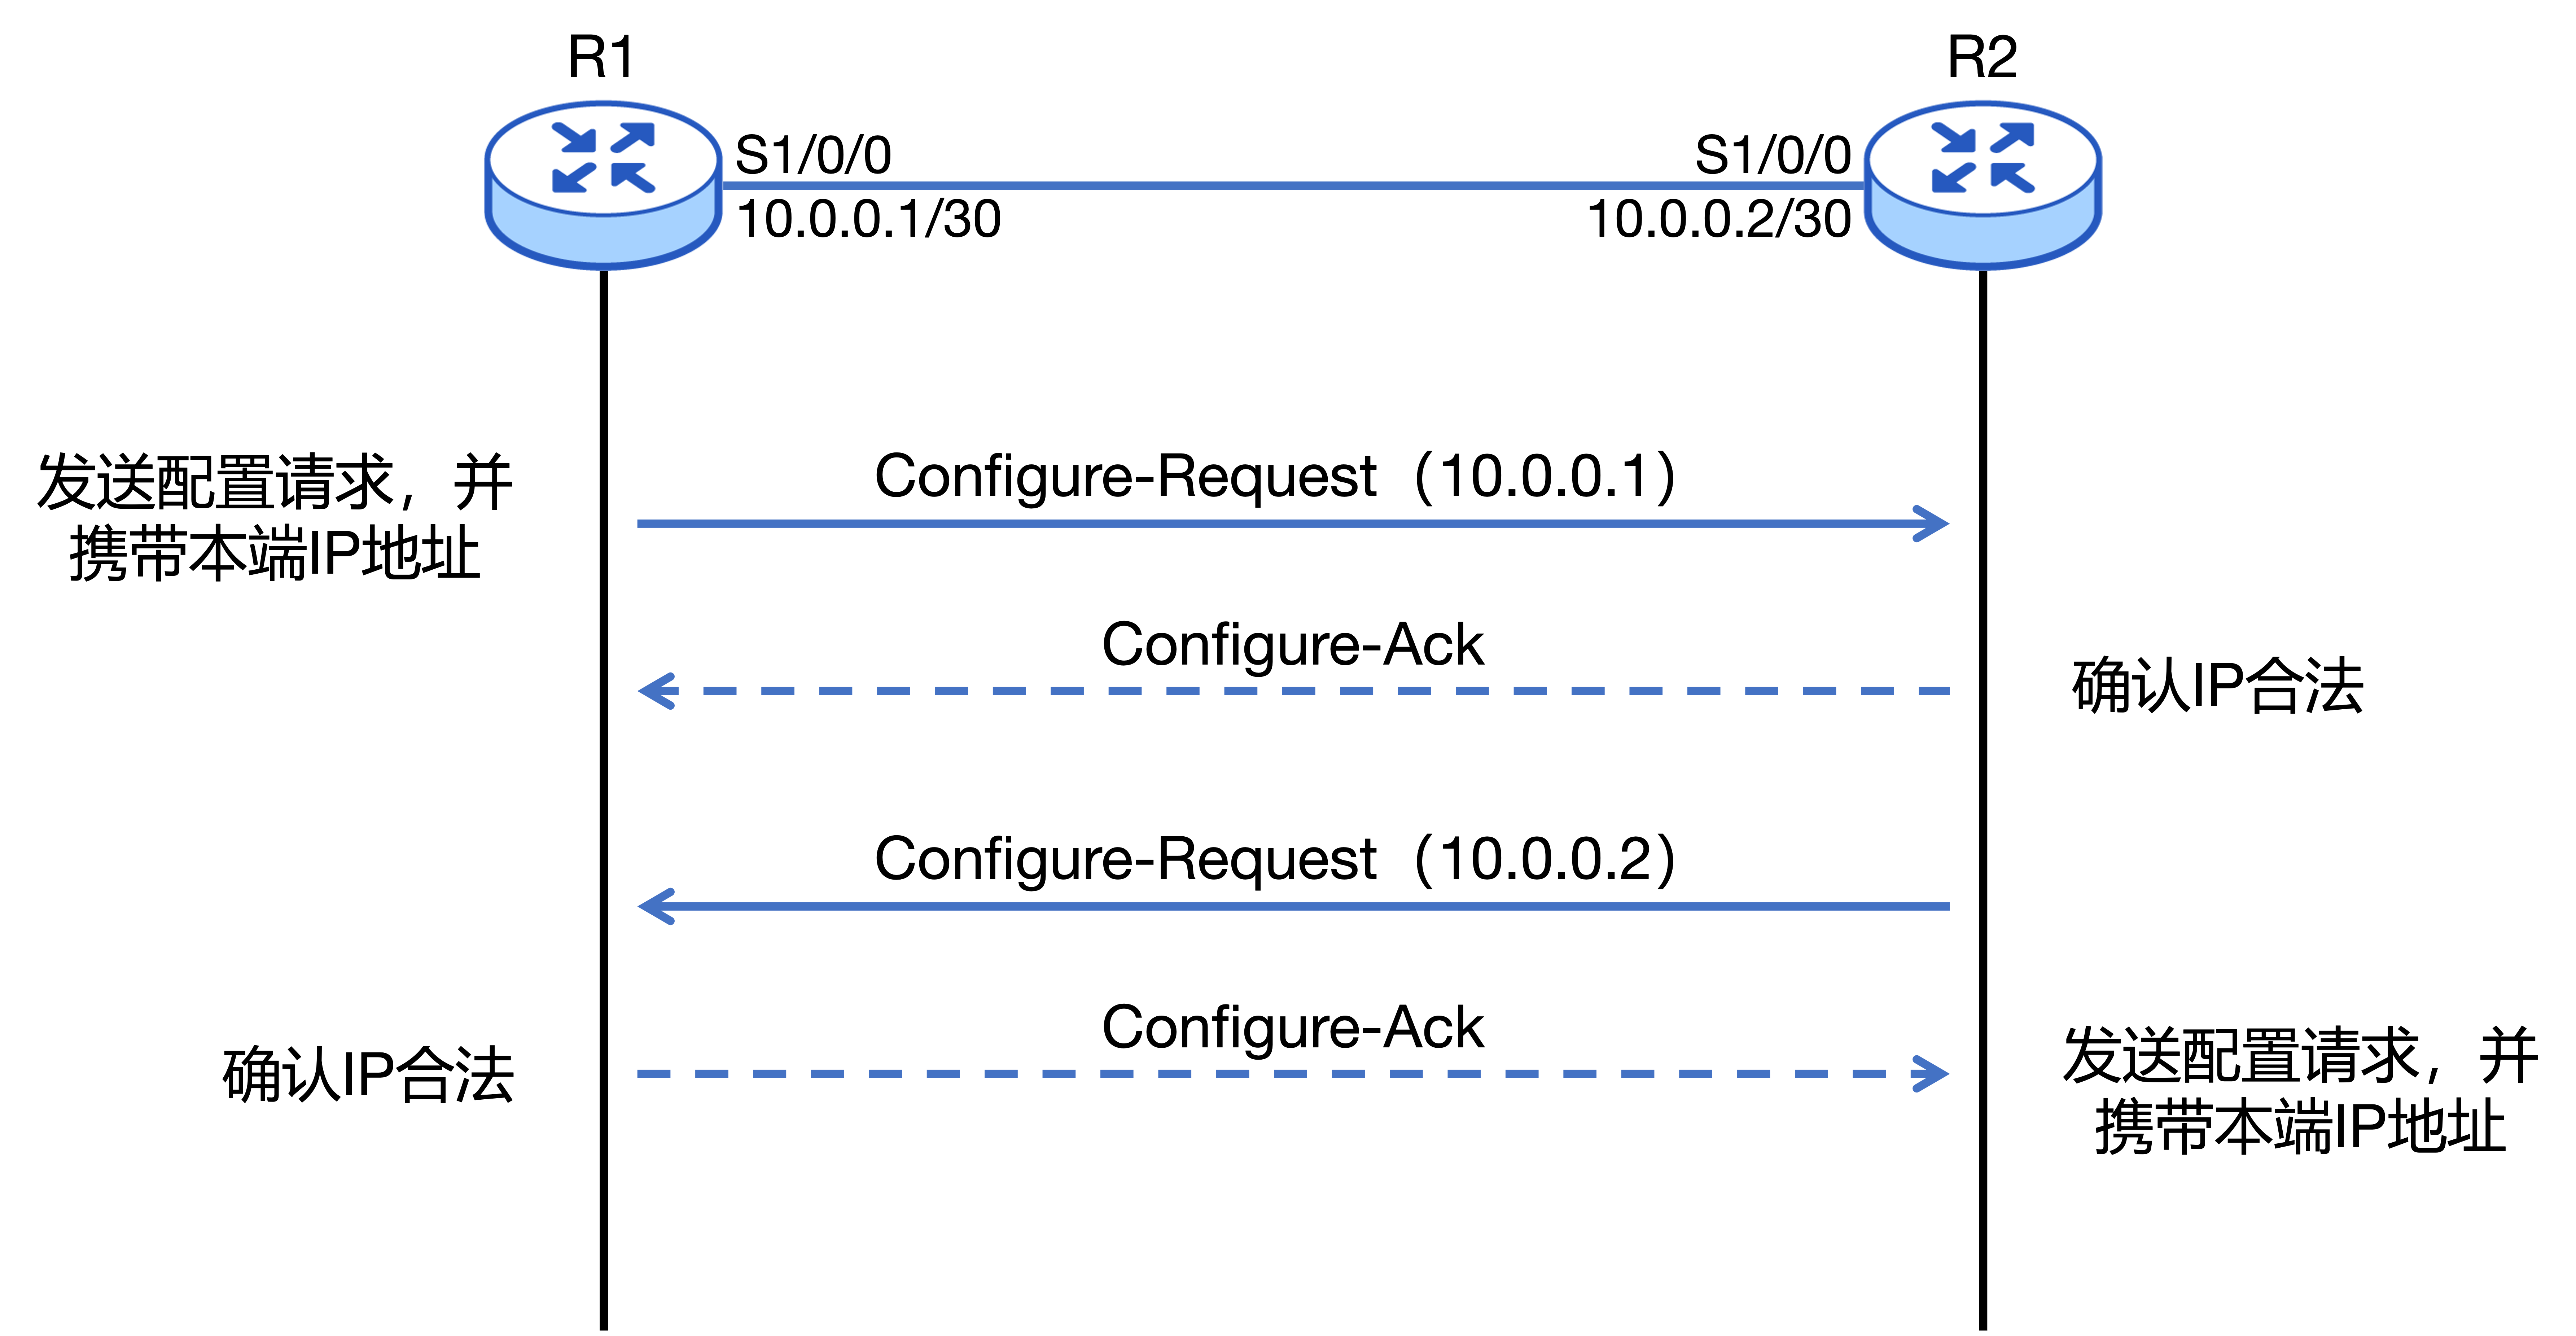 R1
R2
S1/0/0
S1/0/0
10.0.0.1/30
10.0.0.2/30
发送配置请求，并
携带本端IP地址
Configure-Request（10.0.0.1）
Configure-Ack
确认IP合法
Configure-Request（10.0.0.2）
Configure-Ack
确认IP合法
发送配置请求，并
携带本端IP地址